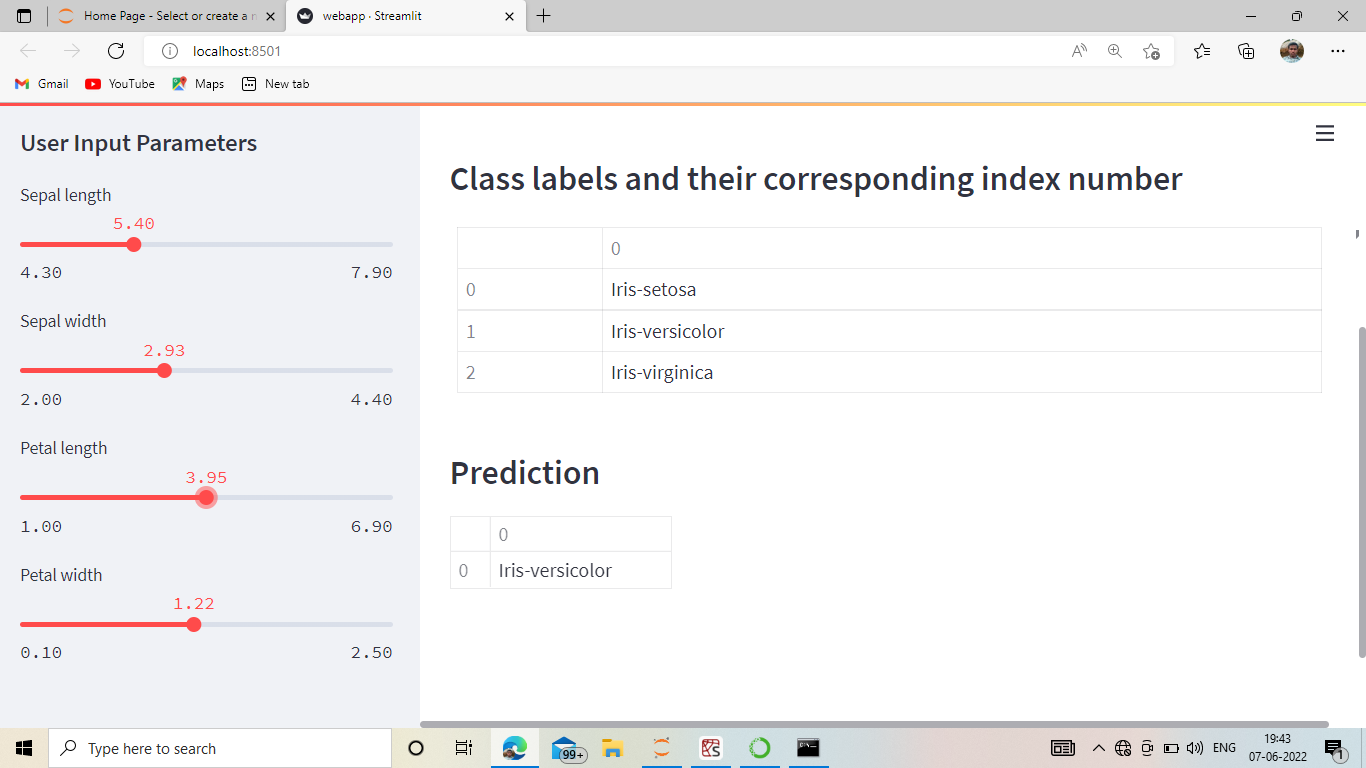 Home Page - Select or create a n
webapp · Streamlit
localhost:8501
Gmail YouTube Maps New tab
User Input Parameters
Sepal length
5.40
4.30 7.90
Sepal width
2.93
2.00 4.40
Petal length
3.95
1.00 6.90
Petal width
1.22
0.10 2.50
Class labels and their corresponding index number
0
0 Iris-setosa
1 Iris-versicolor
2 Iris-virginica
Prediction
0
0 Iris-versicolor
Type here to search
99+
ENG
19:43
07-06-2022
1